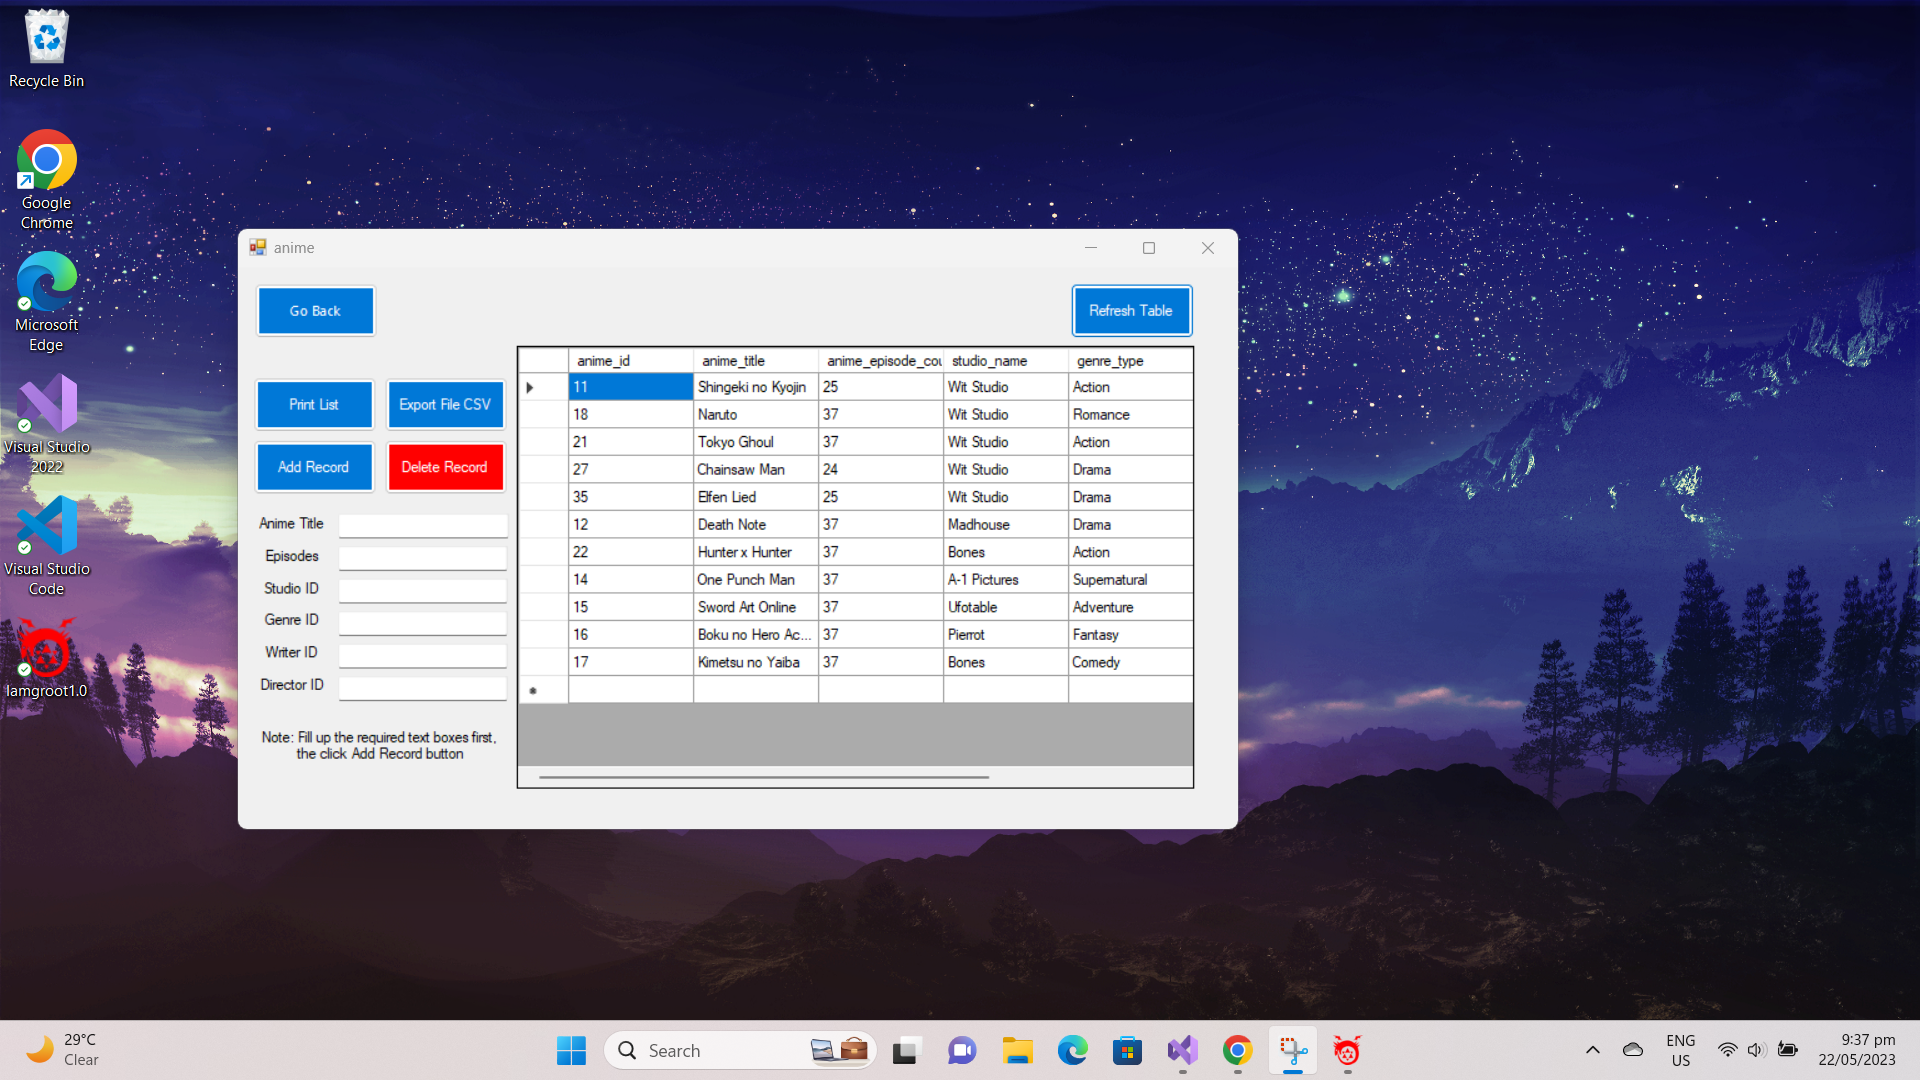 Recycle Bin
Google
Chrome
Microsoft
Edge
Visual Studio
2022
Visual Studio
Code
Iamgroot1.0
anime
Go Back
Refresh Table
Print List
Export File CSV
Add Record
Delete Record
Anime Title
Episodes
Studio ID
Genre ID
Writer ID
Director ID
Note: Fill up the required text boxes first,
the click Add Record button
anime_id anime_title anime_episode_cou studio_name genre_type
11 Shingeki no Kyojin 25 Wit Studio Action
18 Naruto 37 Wit Studio Romance
21 Tokyo Ghoul 37 Wit Studio Action
27 Chainsaw Man 24 Wit Studio Drama
35 Elfen Lied 25 Wit Studio Drama
12 Death Note 37 Madhouse Drama
22 Hunter x Hunter 37 Bones Action
14 One Punch Man 37 A-1 Pictures Supernatural
15 Sword Art Online 37 Ufotable Adventure
16 Boku no Hero Ac... 37 Pierrot Fantasy
17 Kimetsu no Yaiba 37 Bones Comedy
29°C
Clear
Search
ENG
US
9:37 pm
22/05/2023